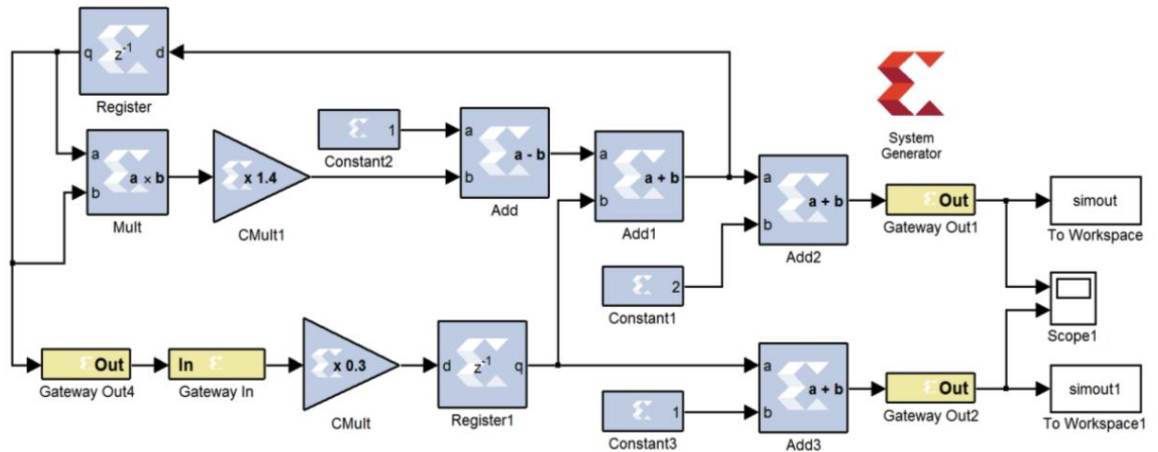 q z⁻¹ d
Register
a
b
a × b
Mult
x 1.4
CMult1
1
Constant2
a
b
a - b
Add
a
b
a + b
Add1
2
Constant1
a
b
a + b
Add2
Out
Gateway Out1
System
Generator
simout
To Workspace
Scope1
Out
Gateway Out4
In
Gateway In
x 0.3
CMult
d z⁻¹ q
Register1
1
Constant3
a
b
a + b
Add3
Out
Gateway Out2
simout1
To Workspace1